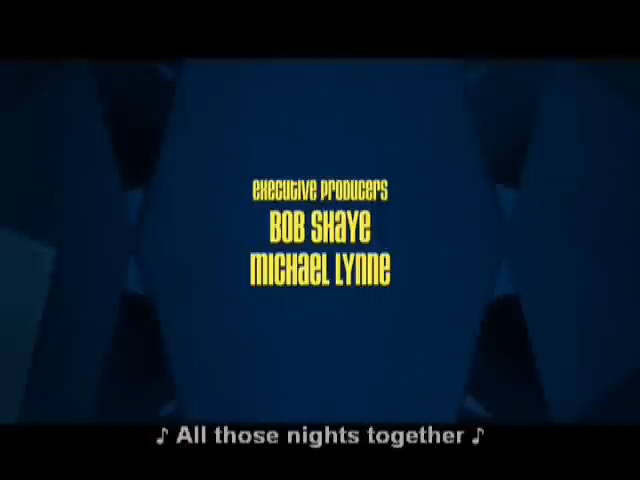 executive producers
BOB SHAYE
MICHAEL LYNNE
♪ All those nights together ♪